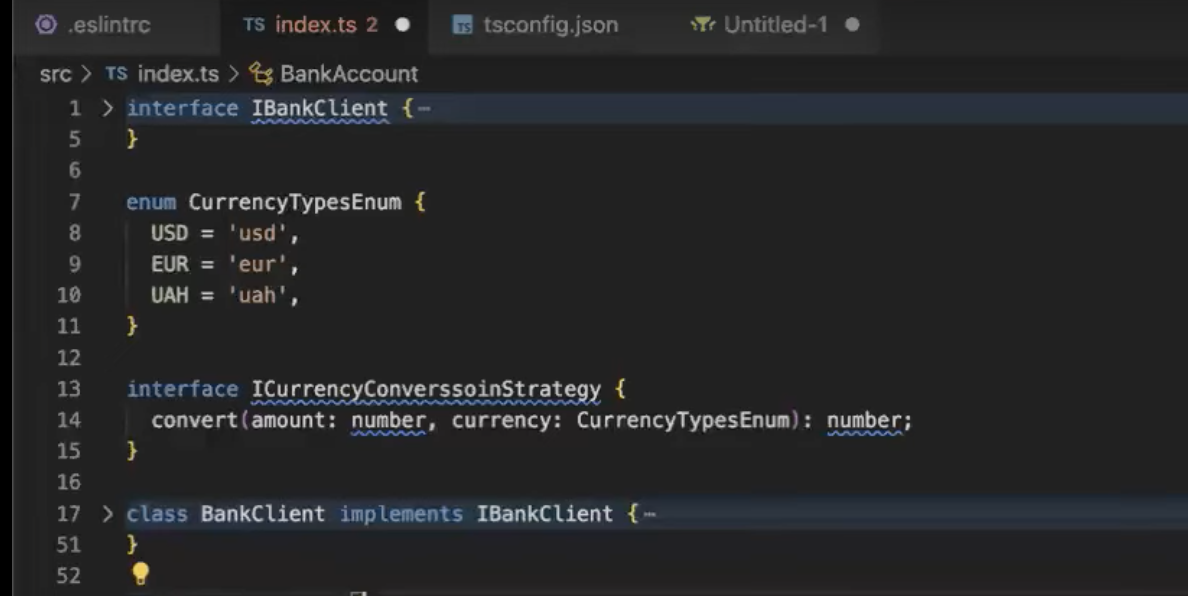 .eslintrc TS index.ts 2 TS tsconfig.json Untitled-1
src > TS index.ts > BankAccount
1 > interface IBankClient {⋯
5 }
6
7 enum CurrencyTypesEnum {
8 USD = 'usd',
9 EUR = 'eur',
10 UAH = 'uah',
11 }
12
13 interface ICurrencyConverssoinStrategy {
14 convert(amount: number, currency: CurrencyTypesEnum): number;
15 }
16
17 > class BankClient implements IBankClient {⋯
51 }
52